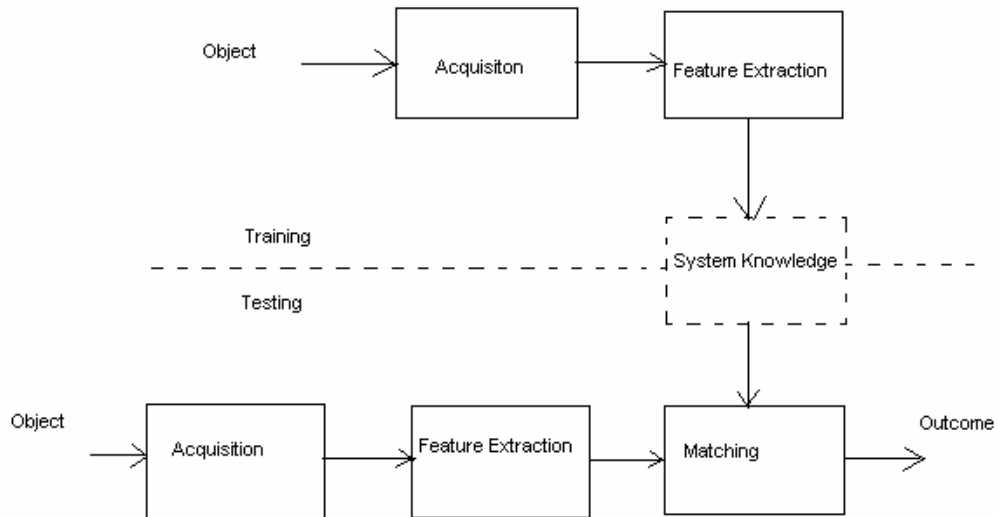 Object
Acquisiton
Feature Extraction
Training
System Knowledge
Testing
Object
Acquisition
Feature Extraction
Matching
Outcome